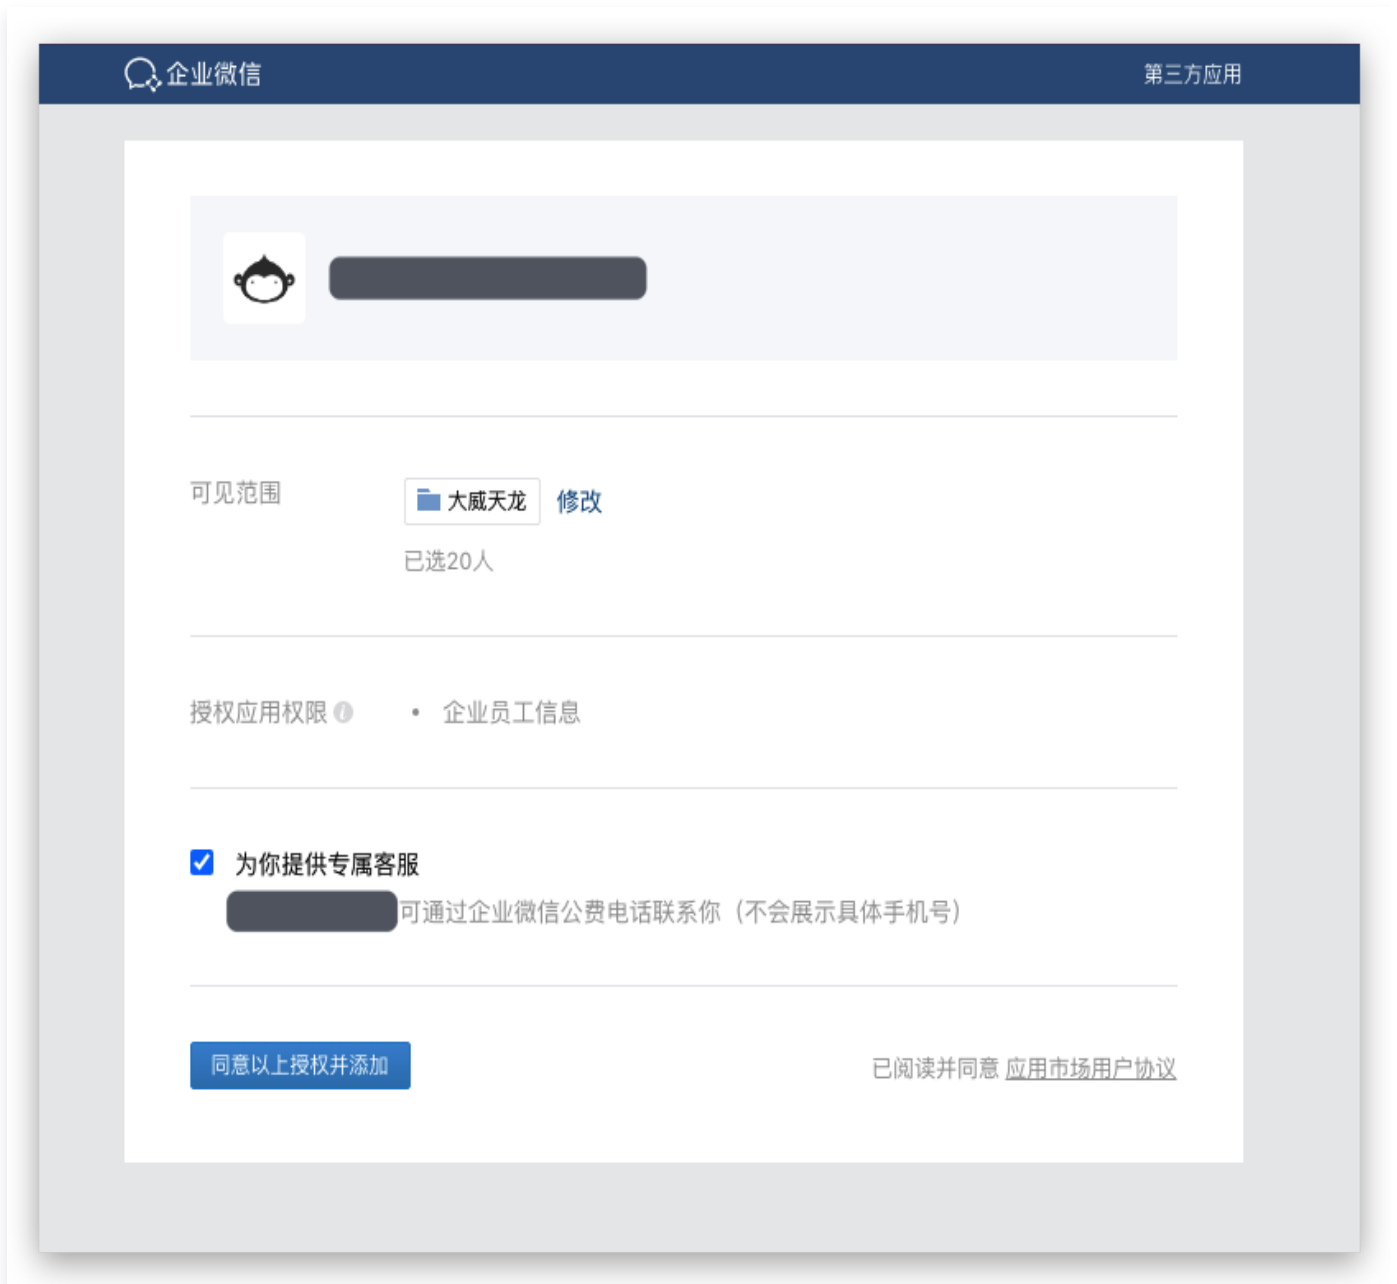 企业微信
第三方应用
可见范围
大威天龙 修改
已选20人
授权应用权限 • 企业员工信息
为你提供专属客服
可通过企业微信公费电话联系你（不会展示具体手机号）
同意以上授权并添加
已阅读并同意 应用市场用户协议